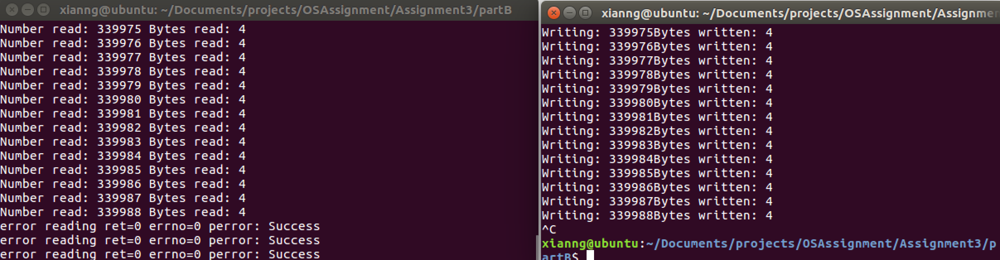 xianng@ubuntu: ~/Documents/projects/OSAssignment/Assignment3/partB
Number read: 339975 Bytes read: 4
Number read: 339976 Bytes read: 4
Number read: 339977 Bytes read: 4
Number read: 339978 Bytes read: 4
Number read: 339979 Bytes read: 4
Number read: 339980 Bytes read: 4
Number read: 339981 Bytes read: 4
Number read: 339982 Bytes read: 4
Number read: 339983 Bytes read: 4
Number read: 339984 Bytes read: 4
Number read: 339985 Bytes read: 4
Number read: 339986 Bytes read: 4
Number read: 339987 Bytes read: 4
Number read: 339988 Bytes read: 4
error reading ret=0 errno=0 perror: Success
error reading ret=0 errno=0 perror: Success
error reading ret=0 errno=0 perror: Success
xianng@ubuntu: ~/Documents/projects/OSAssignment/Assignmen
Writing: 339975Bytes written: 4
Writing: 339976Bytes written: 4
Writing: 339977Bytes written: 4
Writing: 339978Bytes written: 4
Writing: 339979Bytes written: 4
Writing: 339980Bytes written: 4
Writing: 339981Bytes written: 4
Writing: 339982Bytes written: 4
Writing: 339983Bytes written: 4
Writing: 339984Bytes written: 4
Writing: 339985Bytes written: 4
Writing: 339986Bytes written: 4
Writing: 339987Bytes written: 4
Writing: 339988Bytes written: 4
^C
xianng@ubuntu:~/Documents/projects/OSAssignment/Assignment3/p
artB$